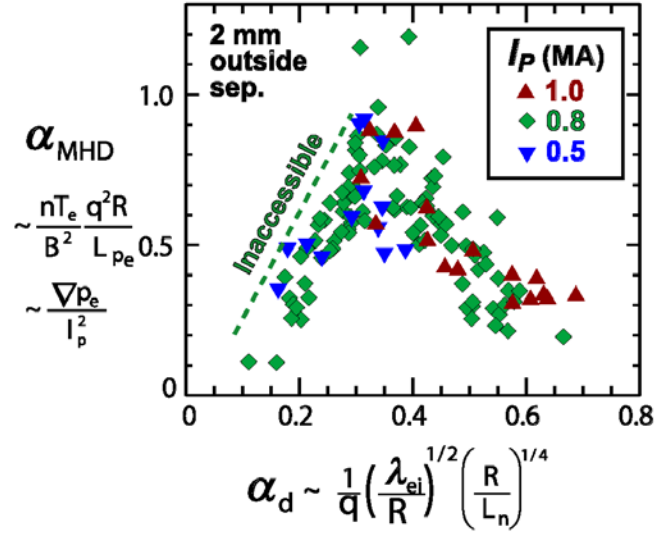 2 mm
outside
sep.
I_P (MA)
1.0
0.8
0.5
Inaccessible
α_MHD
~ nT_e/B^2 q^2R/L_pe
~ ∇p_e/I_p^2
1.0
0.5
0
0
0.2
0.4
0.6
0.8
α_d ~ 1/q (λ_ei/R)^1/2 (R/L_n)^1/4